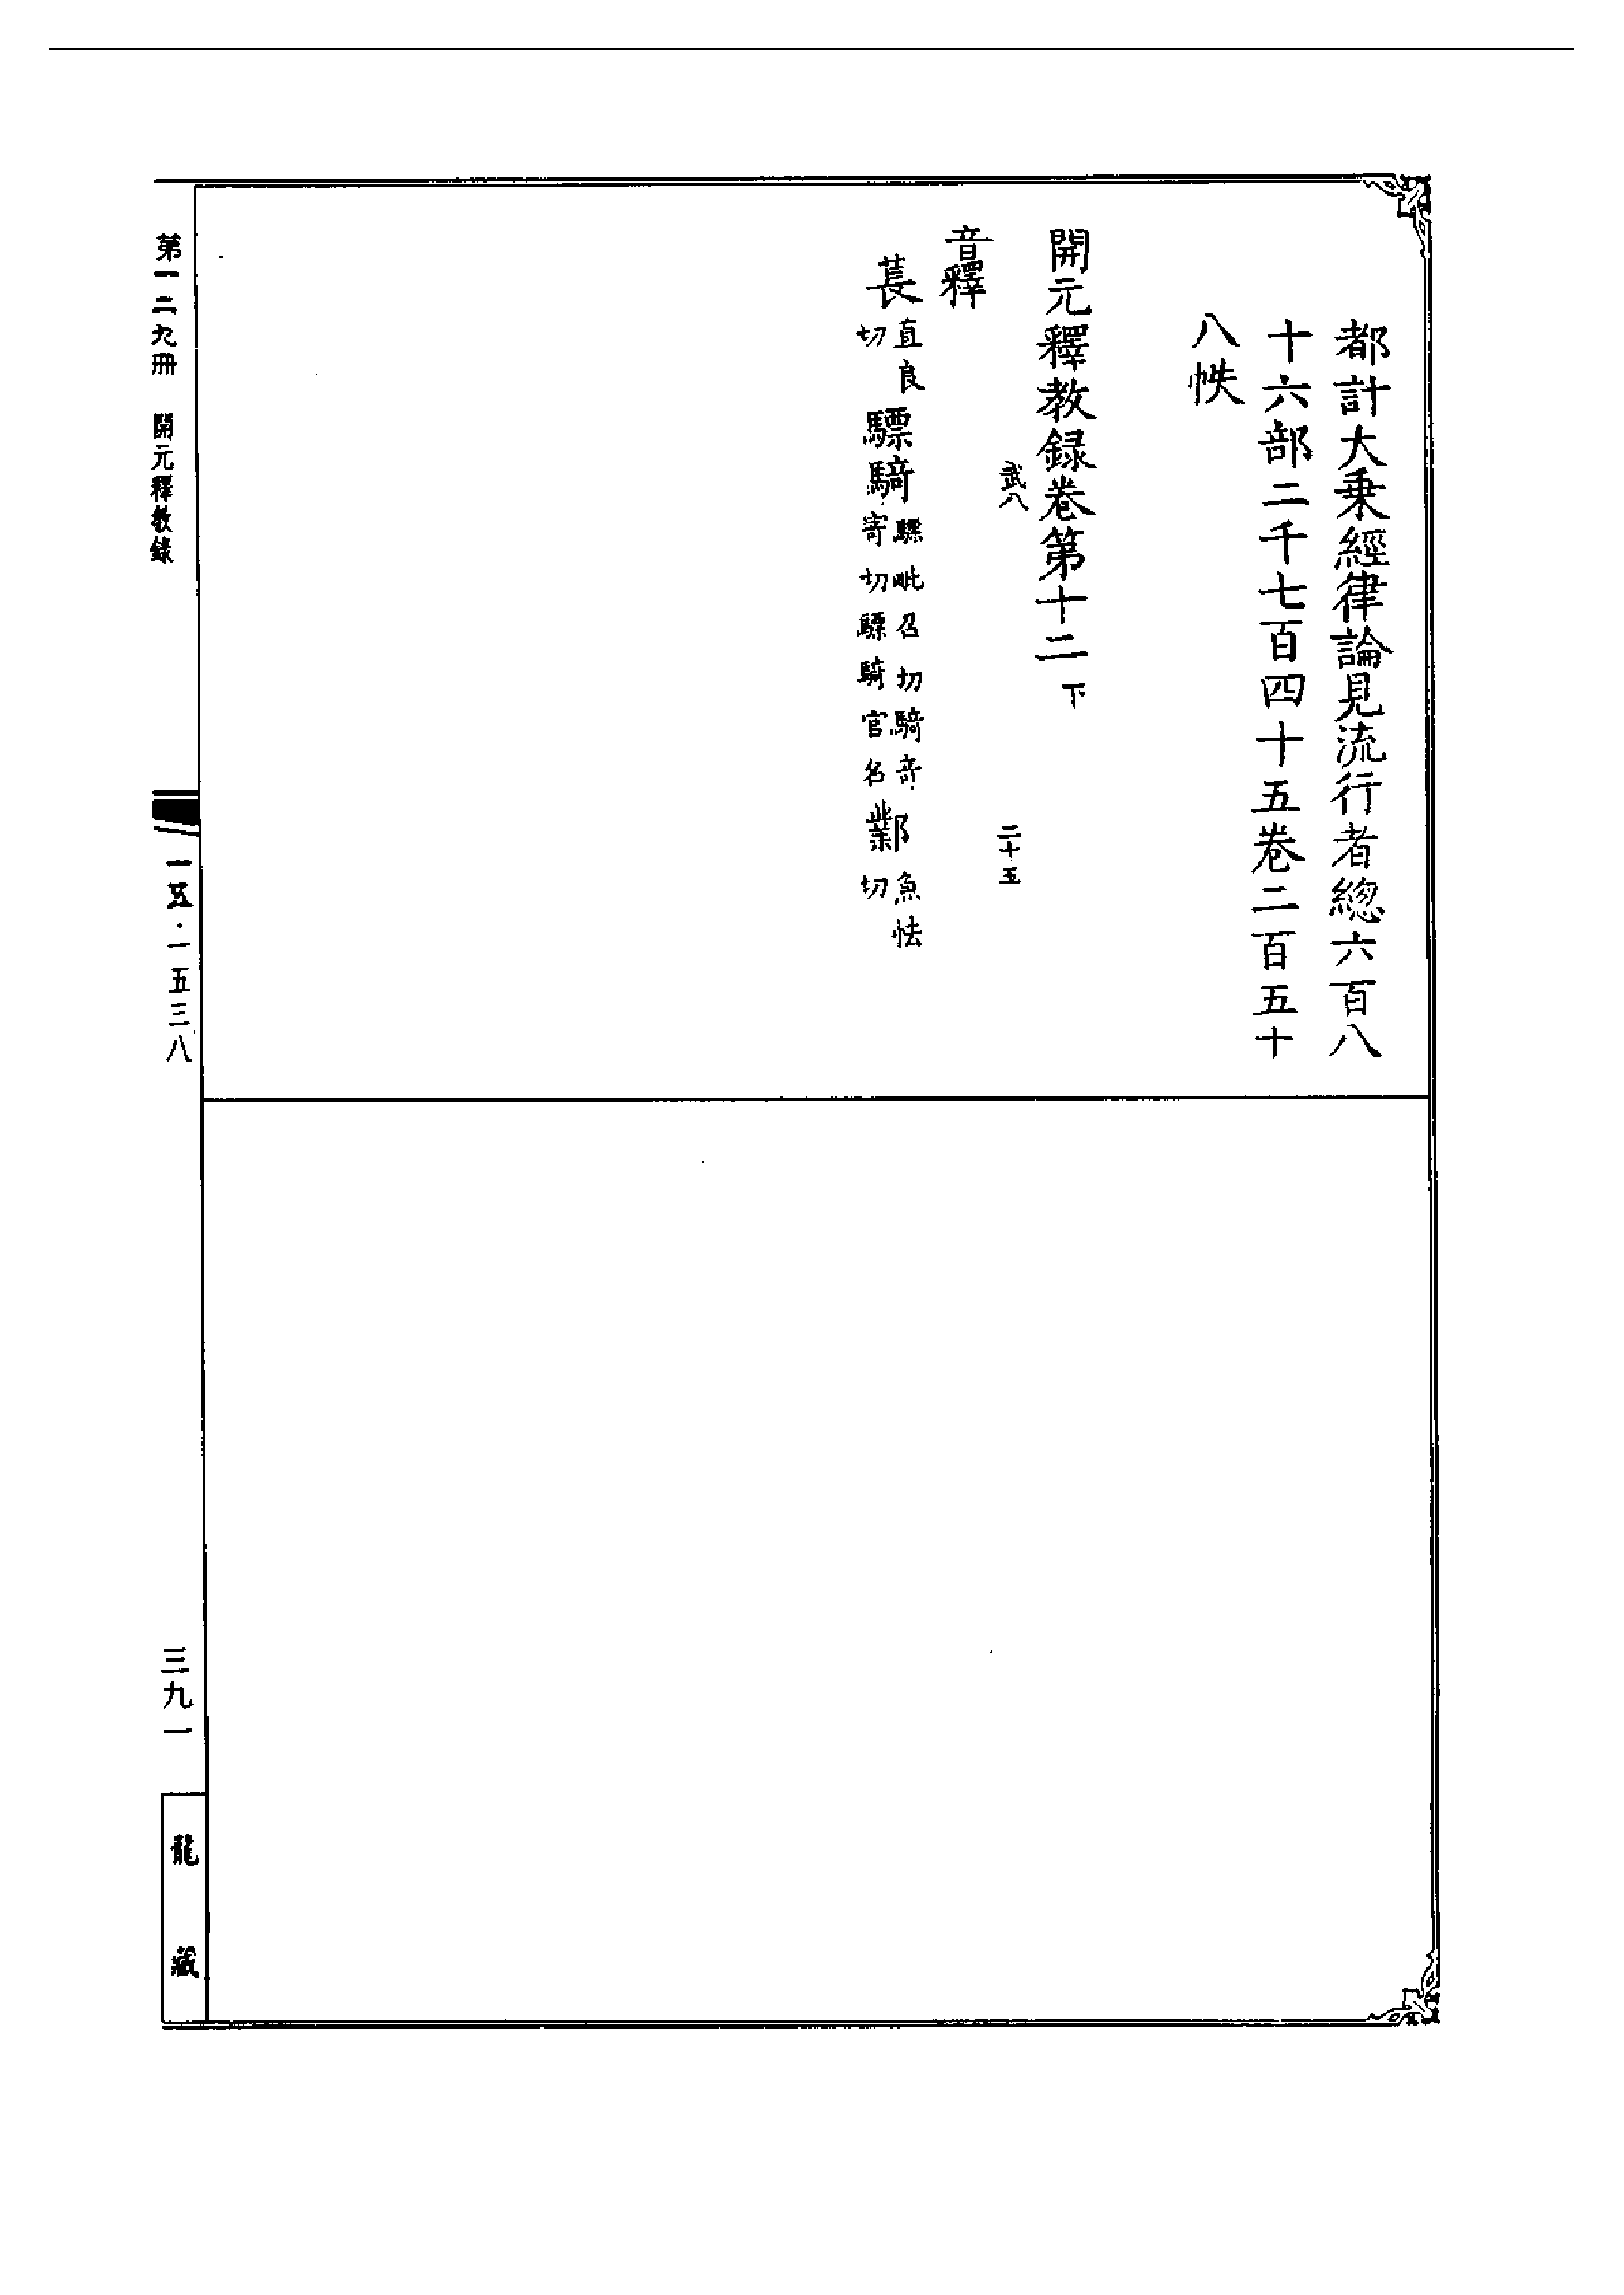 都計大乗經律論見流行者總六百八
十六部二千七百四十五卷二百五十
八帙
開元釋教録卷第十二下
武八 二十五
音釋
萇直良切驃騎驃毗召切騎奇寄切驃騎官名鄴魚怯切
第一二九冊 開元釋教錄
一五三八
三九一
龍藏